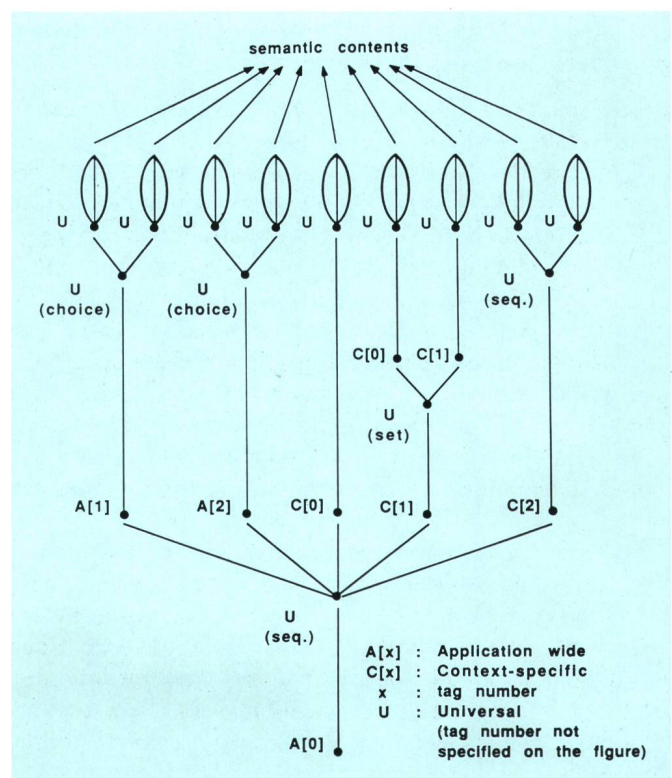 semantic contents
U U U U U U U U U
U
(choice)
U
(choice)
U
(seq.)
C[0] C[1]
U
(set)
A[1] A[2] C[0] C[1] C[2]
U
(seq.)
A[x] : Application wide
C[x] : Context-specific
x : tag number
U : Universal
(tag number not
specified on the figure)
A[0]